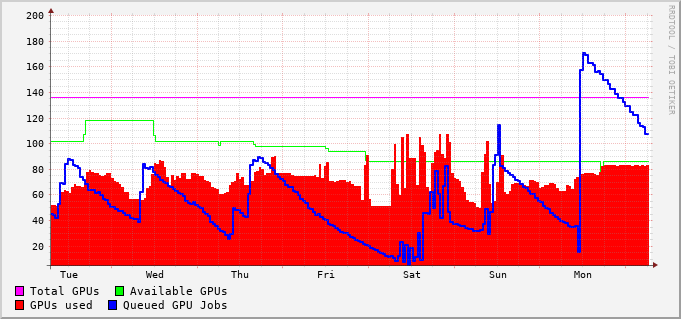 200
180
160
140
120
100
80
60
40
20
Tue Wed Thu Fri Sat Sun Mon
Total GPUs Available GPUs
GPUs used Queued GPU Jobs
RRDTOOL / TOBI OETIKER